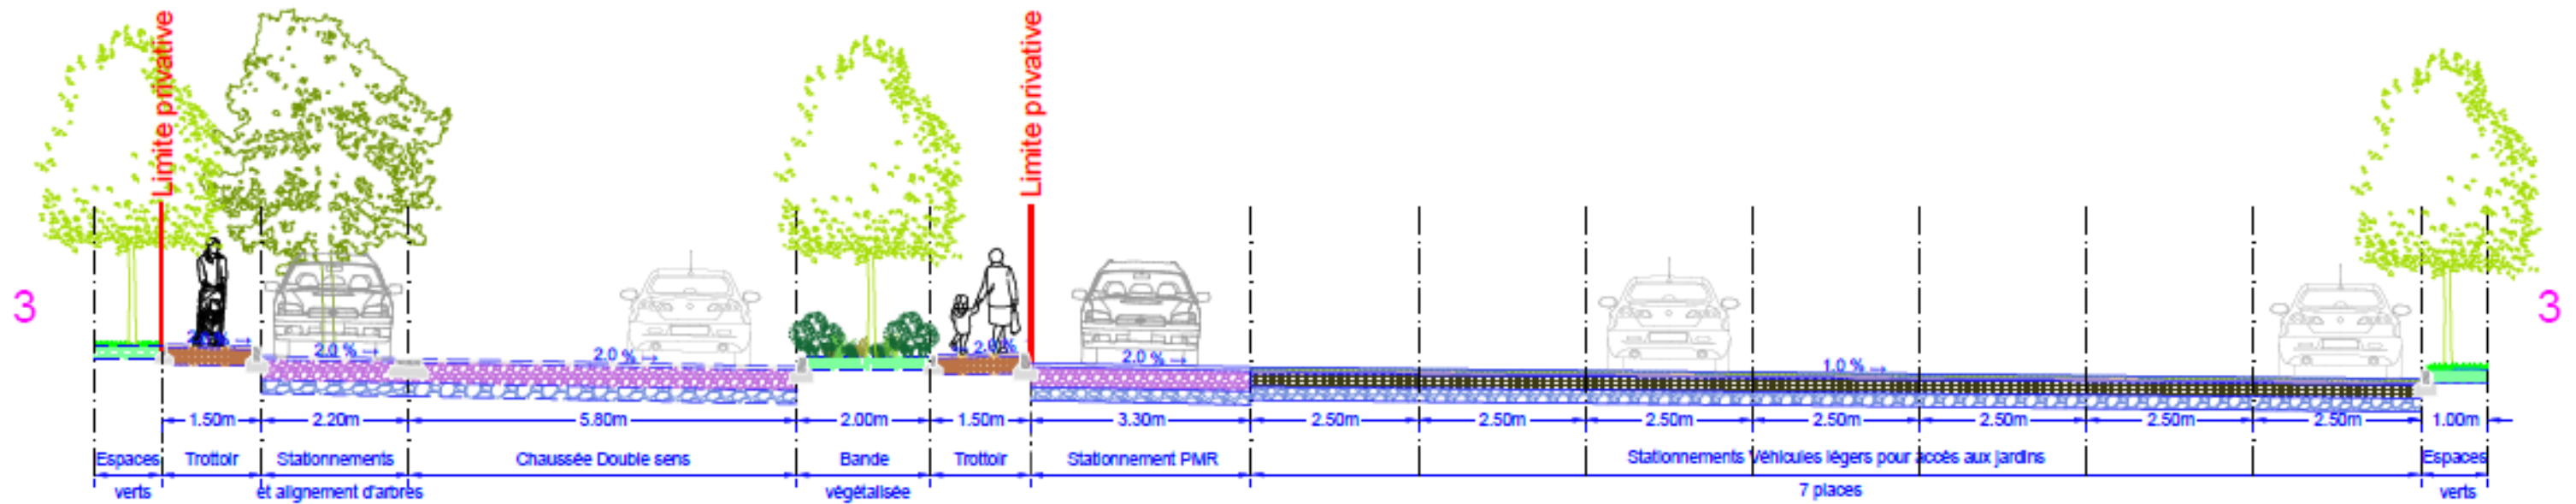 Limite privative
Limite privative
3
3
2.0 % →
2.0 % →
2.0 % →
2.0 %
2.0 % →
1.0 % →
1.50m
2.20m
5.80m
2.00m
1.50m
3.30m
2.50m
2.50m
2.50m
2.50m
2.50m
2.50m
2.50m
1.00m
Espaces
verts
Trottoir
Stationnements
et alignement d'arbres
Chaussée Double sens
Bande
végétalisée
Trottoir
Stationnement PMR
Stationnements Véhicules légers pour accès aux jardins
7 places
Espaces
verts